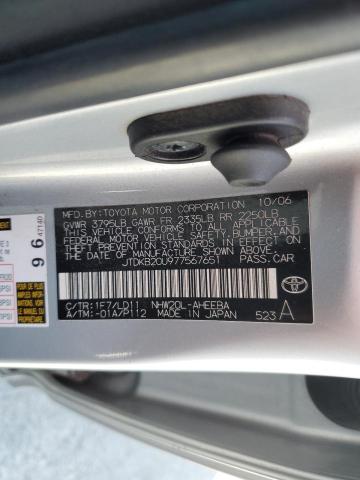 MFD.BY:TOYOTA MOTOR CORPORATION 10/06
GVWR 3795LB GAWR FR 2335LB RR 2250LB
THIS VEHICLE CONFORMS TO ALL APPLICABLE
FEDERAL MOTOR VEHICLE SAFETY, BUMPER, AND
THEFT PREVENTION STANDARDS IN EFFECT ON
THE DATE OF MANUFACTURE SHOWN ABOVE.
JTDKB20U977567651 PASS.CAR
C/TR:1F7/LD11 NHW20L-AHEEBA
A/TM:-01A/P112 MADE IN JAPAN 523 A
96
47140